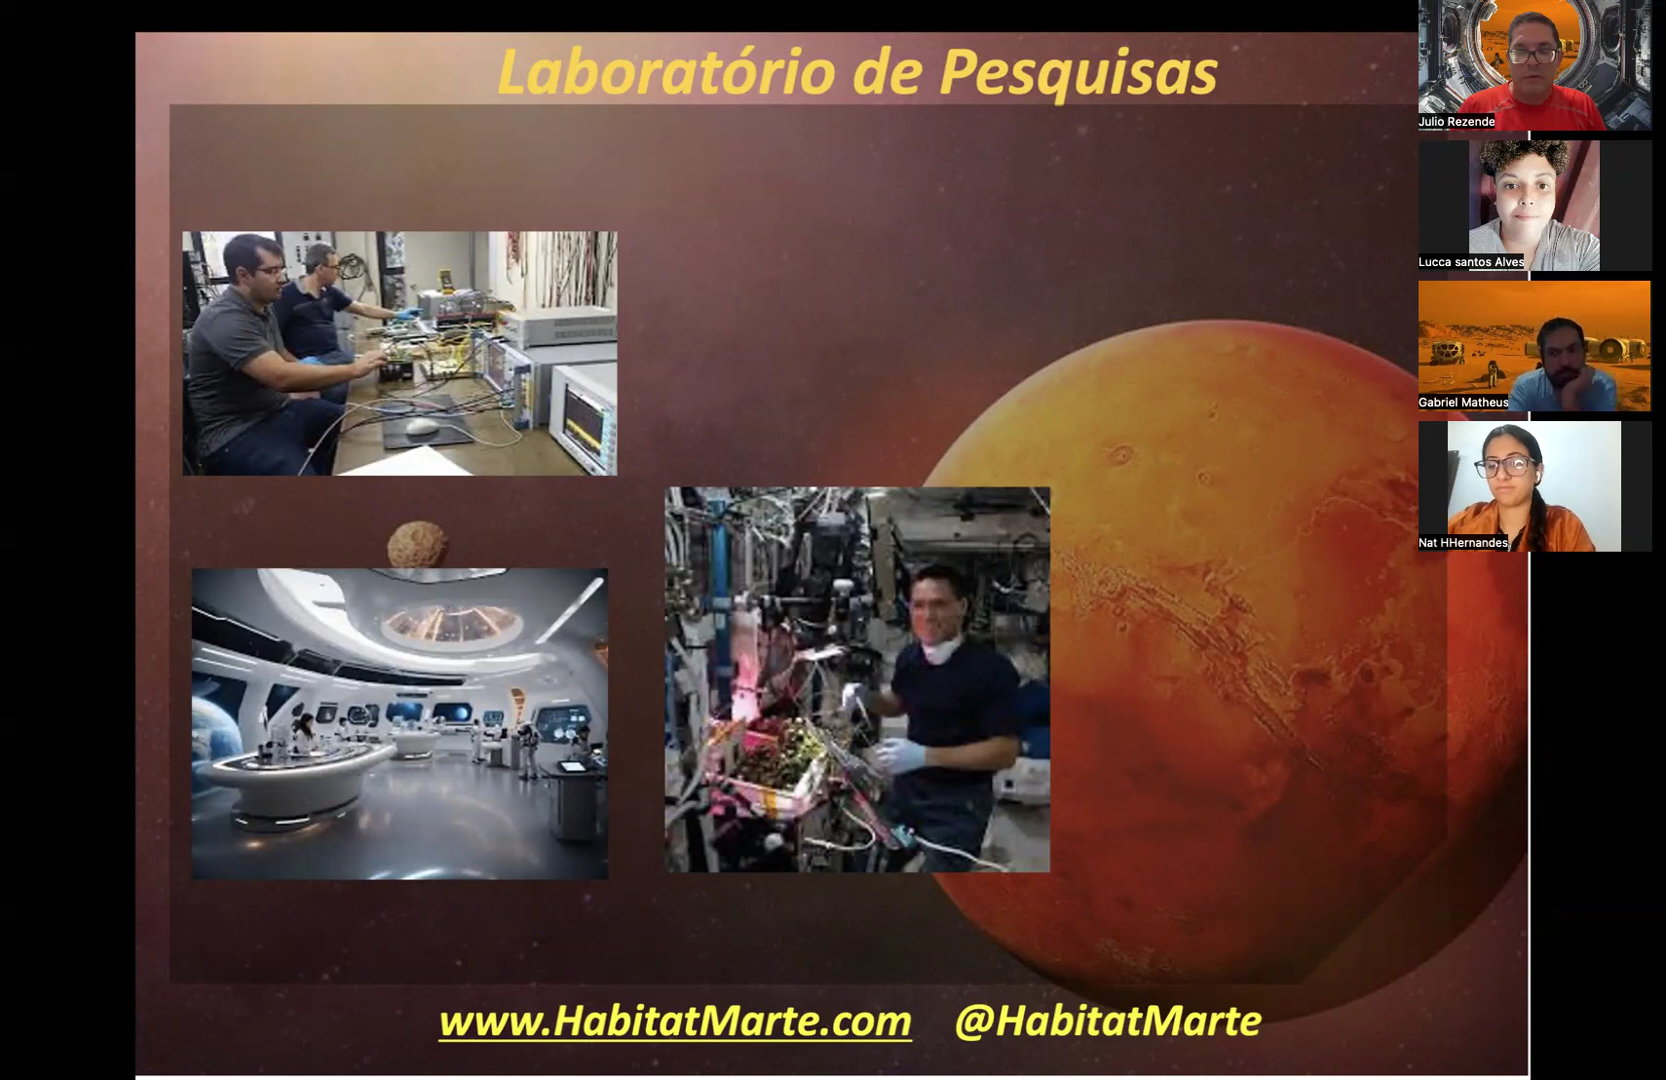 Laboratório de Pesquisas
Julio Rezende
Lucca santos Alves
Gabriel Matheus
Nat HHernandes
www.HabitatMarte.com @HabitatMarte